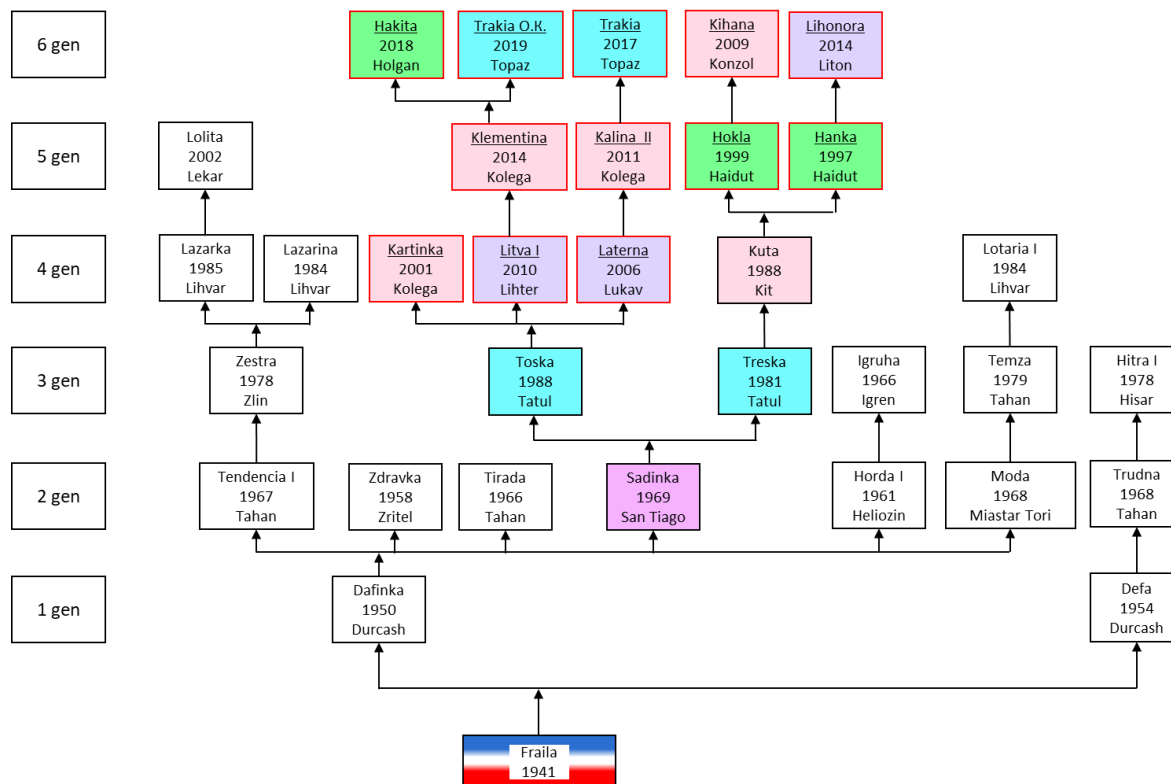 6 gen
Hakita
2018
Holgan
Trakia O.K.
2019
Topaz
Trakia
2017
Topaz
Kihana
2009
Konzol
Lihonora
2014
Liton
5 gen
Lolita
2002
Lekar
Klementina
2014
Kolega
Kalina II
2011
Kolega
Hokla
1999
Haidut
Hanka
1997
Haidut
4 gen
Lazarka
1985
Lihvar
Lazarina
1984
Lihvar
Kartinka
2001
Kolega
Litva I
2010
Lihter
Laterna
2006
Lukav
Kuta
1988
Kit
Lotaria I
1984
Lihvar
3 gen
Zestra
1978
Zlin
Toska
1988
Tatul
Treska
1981
Tatul
Igruha
1966
Igren
Temza
1979
Tahan
Hitra I
1978
Hisar
2 gen
Tendencia I
1967
Tahan
Zdravka
1958
Zritel
Tirada
1966
Tahan
Sadinka
1969
San Tiago
Horda I
1961
Heliozin
Moda
1968
Miastar Tori
Trudna
1968
Tahan
1 gen
Dafinka
1950
Durcash
Defa
1954
Durcash
Fraila
1941